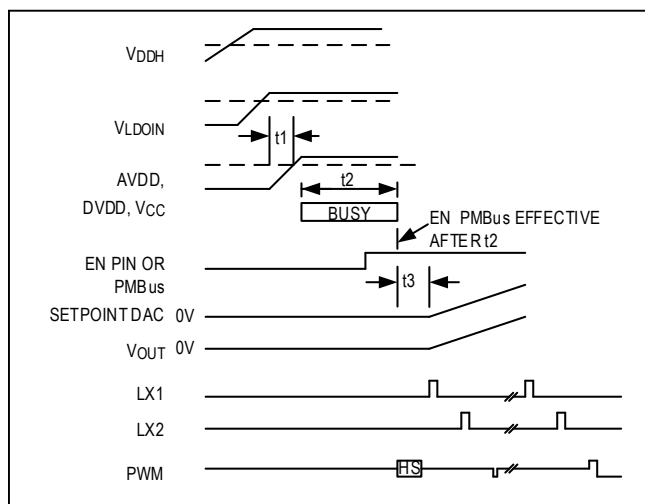 VDDH
VLDOIN
t1
AVDD,
DVDD, VCC
t2
BUSY
EN PMBus EFFECTIVE
AFTER t2
EN PIN OR
PMBus
t3
SETPOINT DAC 0V
VOUT 0V
LX1
LX2
PWM
HS